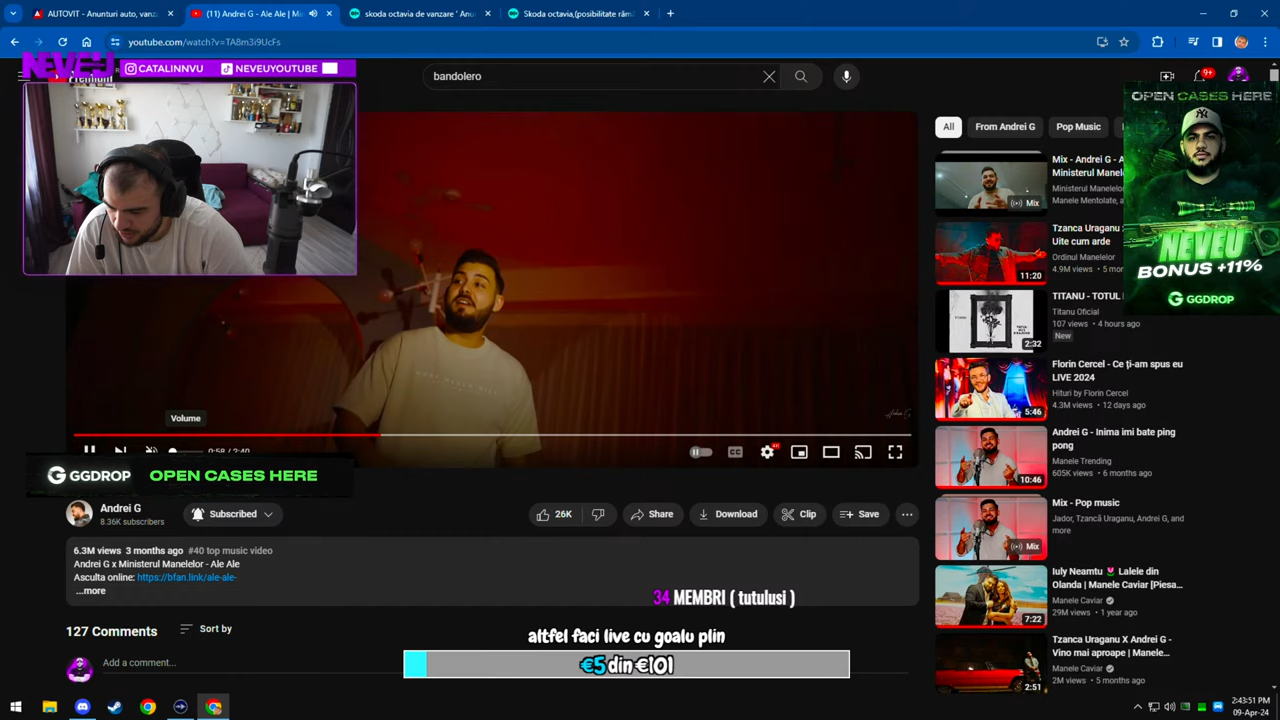 AUTOVIT - Anunturi auto, vanz
(11) Andrei G - Ale Ale | Mi
skoda octavia de vanzare ' Anu
Skoda octavia,(posibilitate rămâ
youtube.com/watch?v=TA8m3i9UcFs
NEVEU
CATALINNVU
NEVEUYOUTUBE
Premium
bandolero
9+
OPEN CASES HERE
NEVEU
BONUS +11%
GGDROP
All
From Andrei G
Pop Music
Mix - Andrei G - A
Ministerul Manel
Ministerul Manelelor
Manele Mentolate, a
Mix
Tzanca Uraganu
Uite cum arde
Ordinul Manelelor
4.9M views • 5 mo
11:20
TITANU - TOTUL
Titanu Oficial
107 views • 4 hours ago
New
2:32
Florin Cercel - Ce ți-am spus eu
LIVE 2024
Hituri by Florin Cercel
4.3M views • 12 days ago
5:46
Andrei G - Inima imi bate ping
pong
Manele Trending
605K views • 6 months ago
10:46
Mix - Pop music
Jador, Tzancă Uraganu, Andrei G, and
more
Mix
Iuly Neamtu 🌷 Lalele din
Olanda | Manele Caviar [Piesa...
Manele Caviar
29M views • 1 year ago
7:22
Tzanca Uraganu X Andrei G -
Vino mai aproape | Manele...
Manele Caviar
2M views • 5 months ago
2:51
Volume
0:58 / 2:40
GGDROP OPEN CASES HERE
Andrei G
8.36K subscribers
Subscribed
26K
Share
Download
Clip
Save
6.3M views 3 months ago #40 top music video
Andrei G x Ministerul Manelelor - Ale Ale
Asculta online: https://bfan.link/ale-ale-
...more
34 MEMBRI ( tutulusi )
127 Comments
Sort by
altfel faci live cu goalu plin
Add a comment...
€5 din €101
2:43:51 PM
09-Apr-24